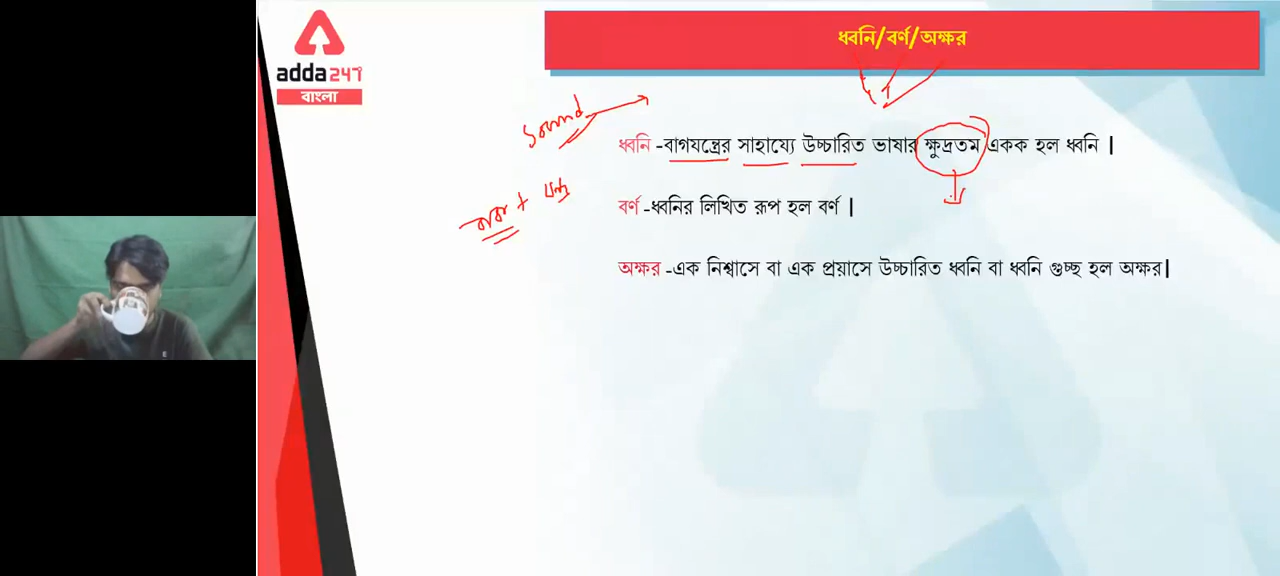 adda247
বাংলা
ধ্বনি/বর্ণ/অক্ষর
Sound
ধ্বনি -বাগযন্ত্রের সাহায্যে উচ্চারিত ভাষার ক্ষুদ্রতম একক হল ধ্বনি |
বর্ণ -ধ্বনির লিখিত রূপ হল বর্ণ |
অক্ষর -এক নিশ্বাসে বা এক প্রয়াসে উচ্চারিত ধ্বনি বা ধ্বনি গুচ্ছ হল অক্ষর|